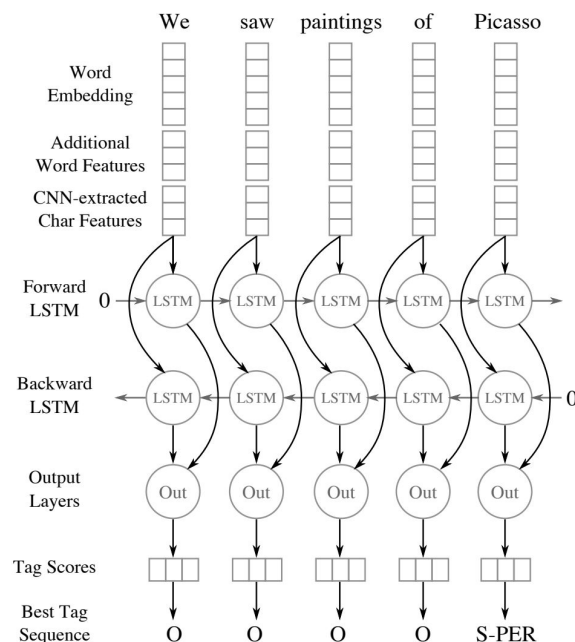 We saw paintings of Picasso
Word
Embedding
Additional
Word Features
CNN-extracted
Char Features
Forward
LSTM
0 LSTM LSTM LSTM LSTM LSTM
Backward
LSTM
LSTM LSTM LSTM LSTM LSTM 0
Output
Layers
Out Out Out Out Out
Tag Scores
Best Tag
Sequence
O O O O S-PER